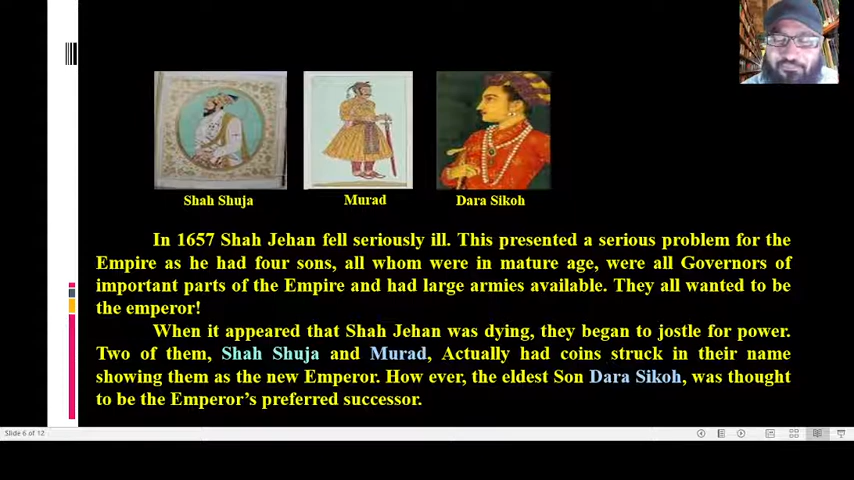 Shah Shuja
Murad
Dara Sikoh
In 1657 Shah Jehan fell seriously ill. This presented a serious problem for the
Empire as he had four sons, all whom were in mature age, were all Governors of
important parts of the Empire and had large armies available. They all wanted to be
the emperor!
When it appeared that Shah Jehan was dying, they began to jostle for power.
Two of them, Shah Shuja and Murad, Actually had coins struck in their name
showing them as the new Emperor. How ever, the eldest Son Dara Sikoh, was thought
to be the Emperor's preferred successor.
Slide 6 of 12